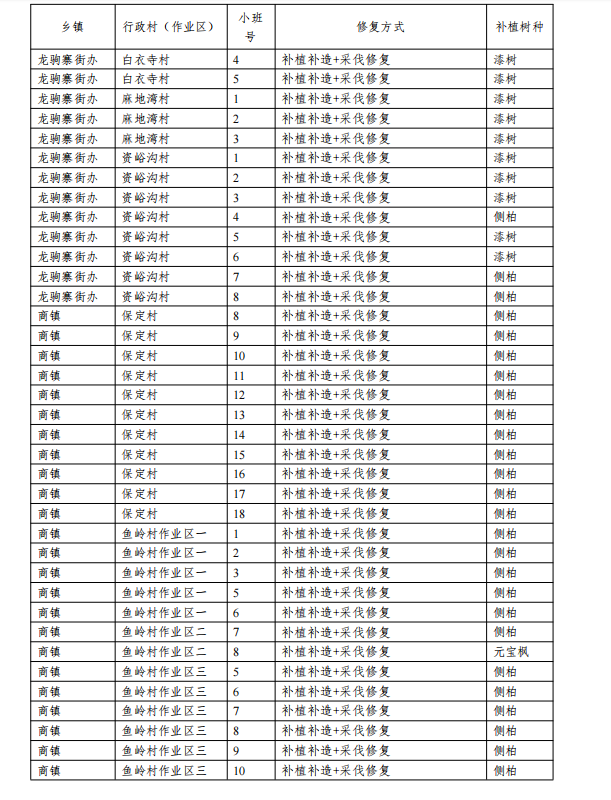 乡镇 行政村（作业区） 小班号 修复方式 补植树种
龙驹寨街办 白衣寺村 4 补植补造+采伐修复 漆树
龙驹寨街办 白衣寺村 5 补植补造+采伐修复 漆树
龙驹寨街办 麻地湾村 1 补植补造+采伐修复 漆树
龙驹寨街办 麻地湾村 2 补植补造+采伐修复 漆树
龙驹寨街办 麻地湾村 3 补植补造+采伐修复 漆树
龙驹寨街办 资峪沟村 1 补植补造+采伐修复 漆树
龙驹寨街办 资峪沟村 2 补植补造+采伐修复 漆树
龙驹寨街办 资峪沟村 3 补植补造+采伐修复 漆树
龙驹寨街办 资峪沟村 4 补植补造+采伐修复 侧柏
龙驹寨街办 资峪沟村 5 补植补造+采伐修复 漆树
龙驹寨街办 资峪沟村 6 补植补造+采伐修复 漆树
龙驹寨街办 资峪沟村 7 补植补造+采伐修复 侧柏
龙驹寨街办 资峪沟村 8 补植补造+采伐修复 侧柏
商镇 保定村 8 补植补造+采伐修复 侧柏
商镇 保定村 9 补植补造+采伐修复 侧柏
商镇 保定村 10 补植补造+采伐修复 侧柏
商镇 保定村 11 补植补造+采伐修复 侧柏
商镇 保定村 12 补植补造+采伐修复 侧柏
商镇 保定村 13 补植补造+采伐修复 侧柏
商镇 保定村 14 补植补造+采伐修复 侧柏
商镇 保定村 15 补植补造+采伐修复 侧柏
商镇 保定村 16 补植补造+采伐修复 侧柏
商镇 保定村 17 补植补造+采伐修复 侧柏
商镇 保定村 18 补植补造+采伐修复 侧柏
商镇 鱼岭村作业区一 1 补植补造+采伐修复 侧柏
商镇 鱼岭村作业区一 2 补植补造+采伐修复 侧柏
商镇 鱼岭村作业区一 3 补植补造+采伐修复 侧柏
商镇 鱼岭村作业区一 5 补植补造+采伐修复 侧柏
商镇 鱼岭村作业区一 6 补植补造+采伐修复 侧柏
商镇 鱼岭村作业区二 7 补植补造+采伐修复 侧柏
商镇 鱼岭村作业区二 8 补植补造+采伐修复 元宝枫
商镇 鱼岭村作业区三 5 补植补造+采伐修复 侧柏
商镇 鱼岭村作业区三 6 补植补造+采伐修复 侧柏
商镇 鱼岭村作业区三 7 补植补造+采伐修复 侧柏
商镇 鱼岭村作业区三 8 补植补造+采伐修复 侧柏
商镇 鱼岭村作业区三 9 补植补造+采伐修复 侧柏
商镇 鱼岭村作业区三 10 补植补造+采伐修复 侧柏